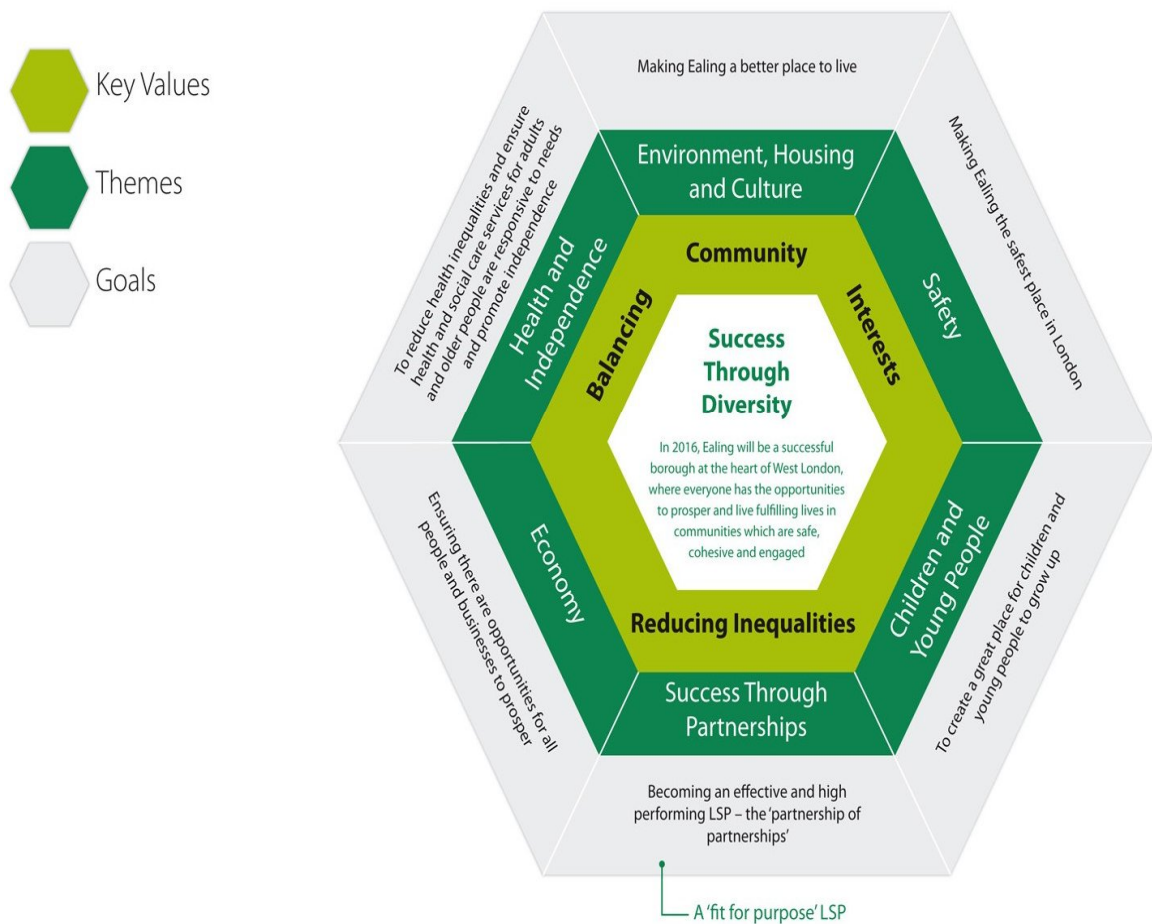 Key Values
Themes
Goals
Making Ealing a better place to live
Environment, Housing
and Culture
To reduce health inequalities and ensure
health and social care services for adults
and older people are responsive to needs
and promote independence
Health and
Independence
Making Ealing the safest place in London
Safety
Balancing
Community
Interests
Success
Through
Diversity
In 2016, Ealing will be a successful
borough at the heart of West London,
where everyone has the opportunities
to prosper and live fulfilling lives in
communities which are safe,
cohesive and engaged
Reducing Inequalities
Ensuring there are opportunities for all
people and businesses to prosper
Economy
Children and
Young People
To create a great place for children and
young people to grow up
Success Through
Partnerships
Becoming an effective and high
performing LSP – the ‘partnership of
partnerships’
A ‘fit for purpose’ LSP